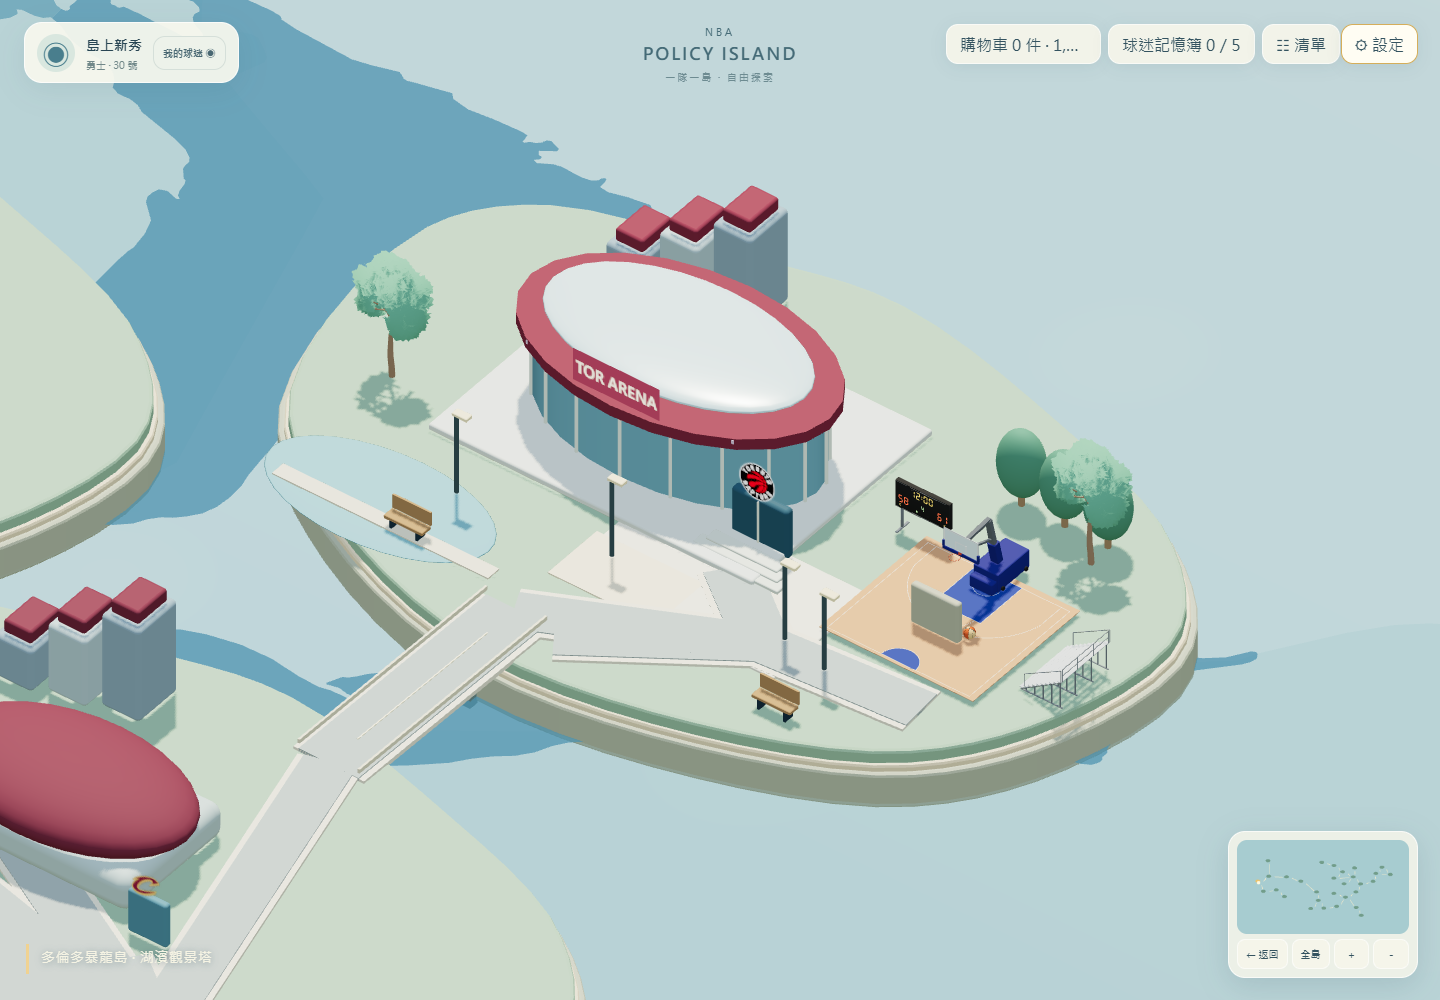 島上新秀
勇士 · 30 號
我的球迷 ◉
NBA
POLICY ISLAND
一隊一島 · 自由探索
購物車 0 件 · 1,...
球迷記憶簿 0 / 5
☷ 清單
⚙ 設定
TOR ARENA
12:00
58
4
61
多倫多暴龍島 · 湖濱觀景塔
← 返回
全島
+
-